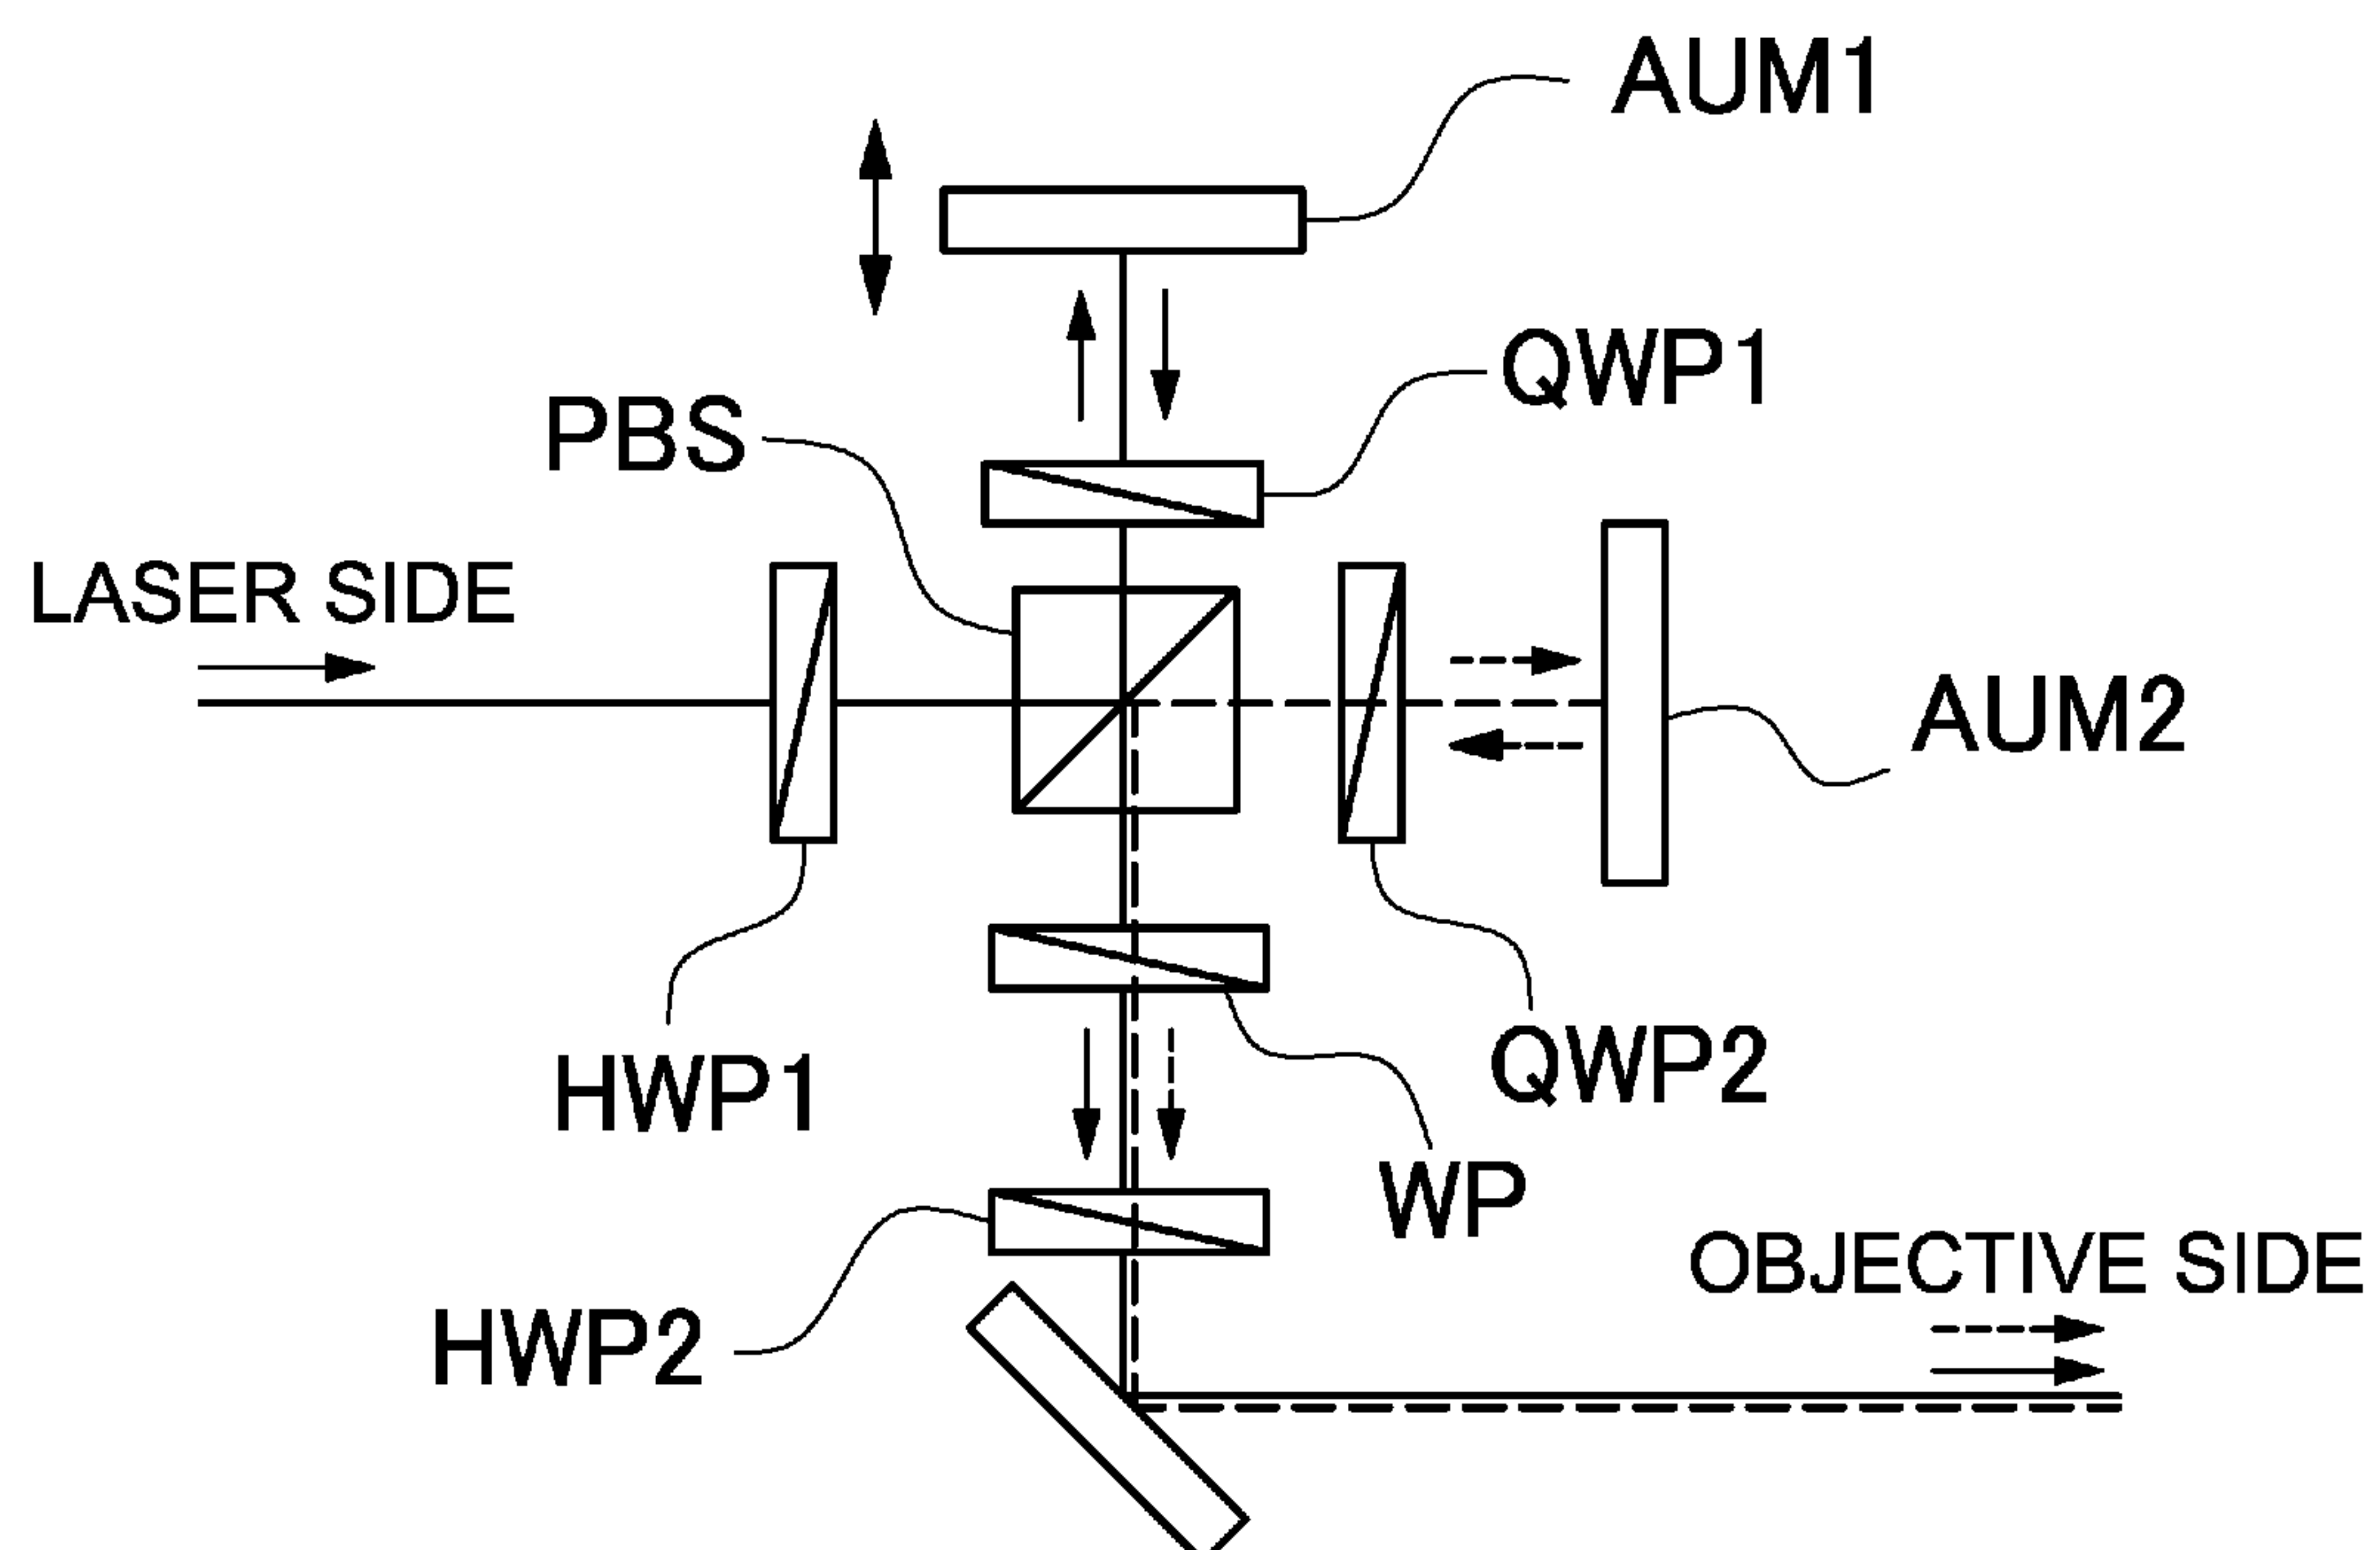 AUM1
QWP1
PBS
LASER SIDE
AUM2
HWP1
QWP2
WP
OBJECTIVE SIDE
HWP2